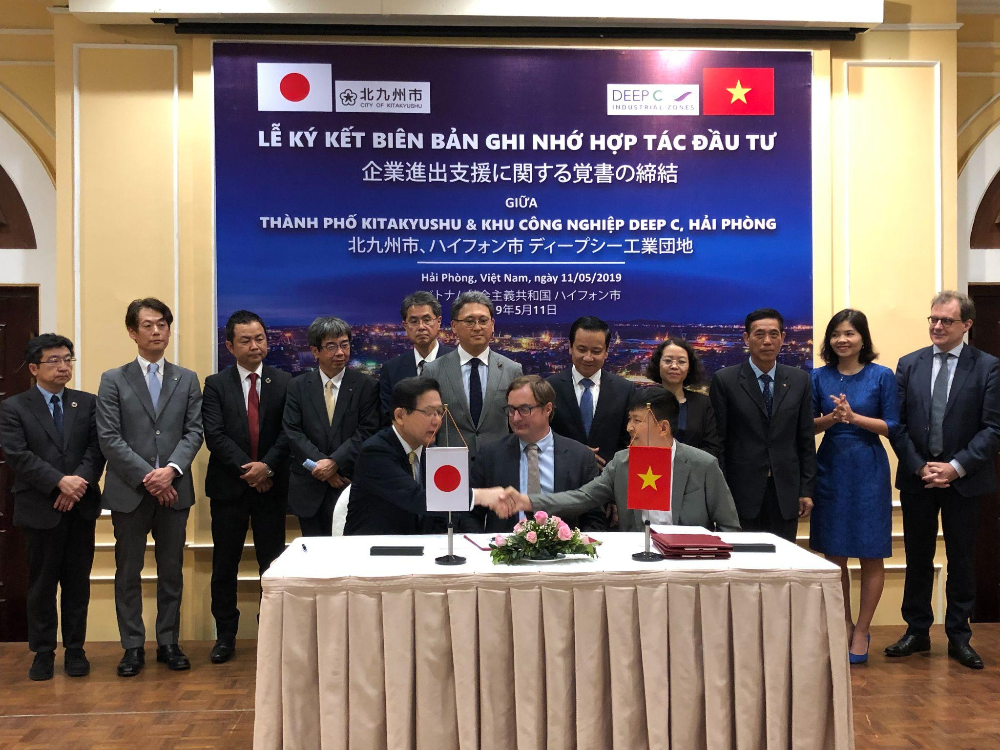 北九州市
CITY OF KITAKYUSHU
DEEP C
INDUSTRIAL ZONES
LỄ KÝ KẾT BIÊN BẢN GHI NHỚ HỢP TÁC ĐẦU TƯ
企業進出支援に関する覚書の締結
GIỮA
THÀNH PHỐ KITAKYUSHU & KHU CÔNG NGHIỆP DEEP C, HẢI PHÒNG
北九州市、ハイフォン市 ディープシー工業団地
Hải Phòng, Việt Nam, ngày 11/05/2019
主義共和国 ハイフォン市
9年5月11日